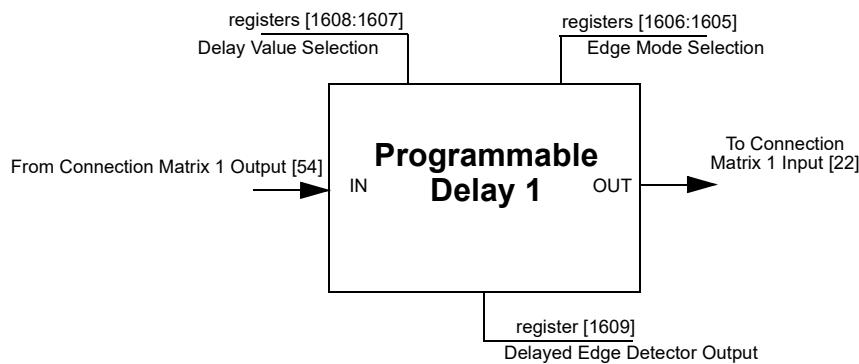 registers [1608:1607]
Delay Value Selection
registers [1606:1605]
Edge Mode Selection
From Connection Matrix 1 Output [54]
IN
Programmable
Delay 1
OUT
To Connection
Matrix 1 Input [22]
register [1609]
Delayed Edge Detector Output